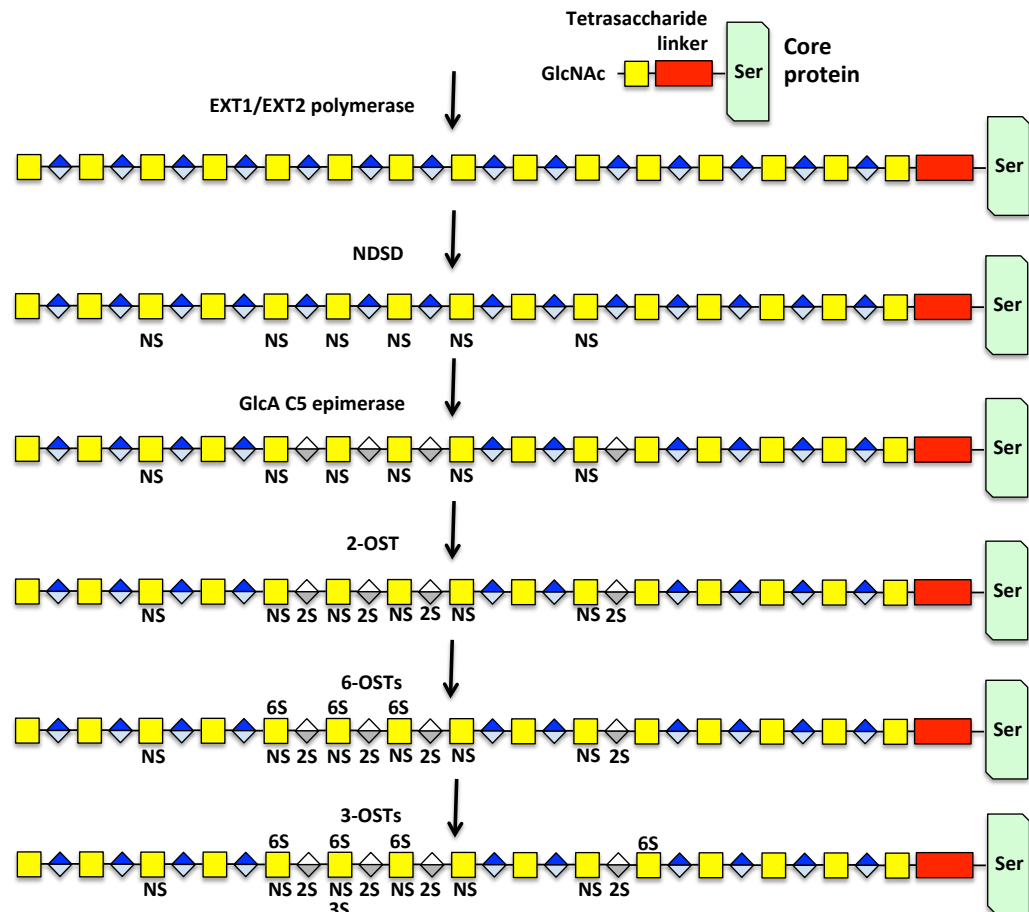 Tetrasaccharide
linker
GlcNAc
Ser
Core
protein
EXT1/EXT2 polymerase
Ser
NDSD
Ser
NS NS NS NS NS NS
GlcA C5 epimerase
Ser
NS NS NS NS NS NS
2-OST
Ser
NS NS 2S NS 2S NS 2S NS NS 2S
6-OSTs
6S 6S 6S
Ser
NS NS 2S NS 2S NS 2S NS NS 2S
3-OSTs
6S 6S 6S 6S
Ser
NS NS 2S NS 2S NS 2S NS NS 2S
3S